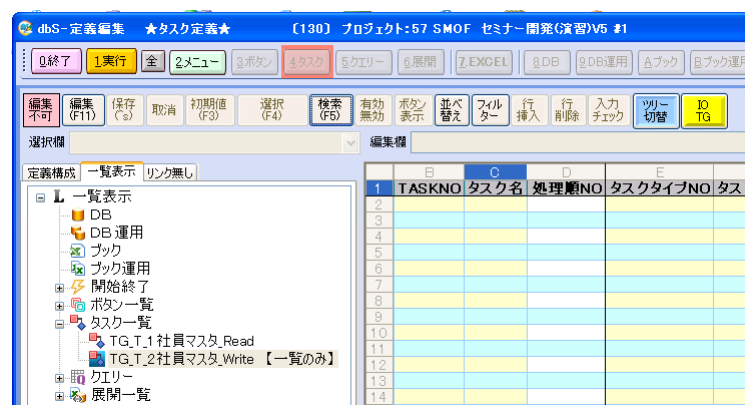 dbS-定義編集　★タスク定義★　　（130）プロジェクト:57 SMOF セミナー開発(演習)V5 #1
0終了 1実行 全 2メニュー 3ボタン 4タスク 5クエリー 6展開 7.EXCEL 8DB 9DB運用 Aブック Bブック運用
編集不可 編集(F11) 保存(^s) 取消 初期値(F3) 選択(F4) 検索(F5) 有効無効 ボタン表示 並べ替え フィルター 行挿入 行削除 入力チェック ツリー切替 IO TG
選択欄 編集欄
定義構成 一覧表示 リンク無し
B C D E
1 TASKNO タスク名 処理順NO タスクタイプNO タス
L 一覧表示
2
DB
3
DB運用
4
ブック
5
ブック運用
6
開始終了
7
ボタン一覧
8
タスク一覧
9
TG_T_1社員マスタ_Read
10
TG_T_2社員マスタ_Write 【一覧のみ】
11
12
クエリー
13
展開一覧
14